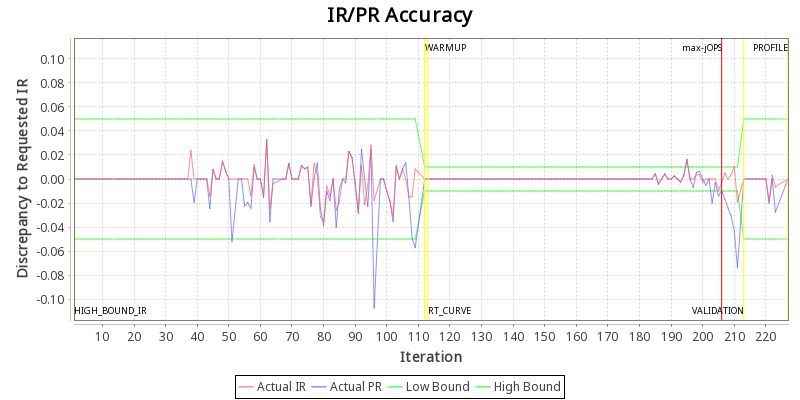 IR/PR Accuracy
Discrepancy to Requested IR
0.10
0.08
0.06
0.04
0.02
0.00
-0.02
-0.04
-0.06
-0.08
-0.10
WARMUP
max-jOPS
PROFILE
HIGH_BOUND_IR
RT_CURVE
VALIDATION
10 20 30 40 50 60 70 80 90 100 110 120 130 140 150 160 170 180 190 200 210 220
Iteration
Actual IR Actual PR Low Bound High Bound